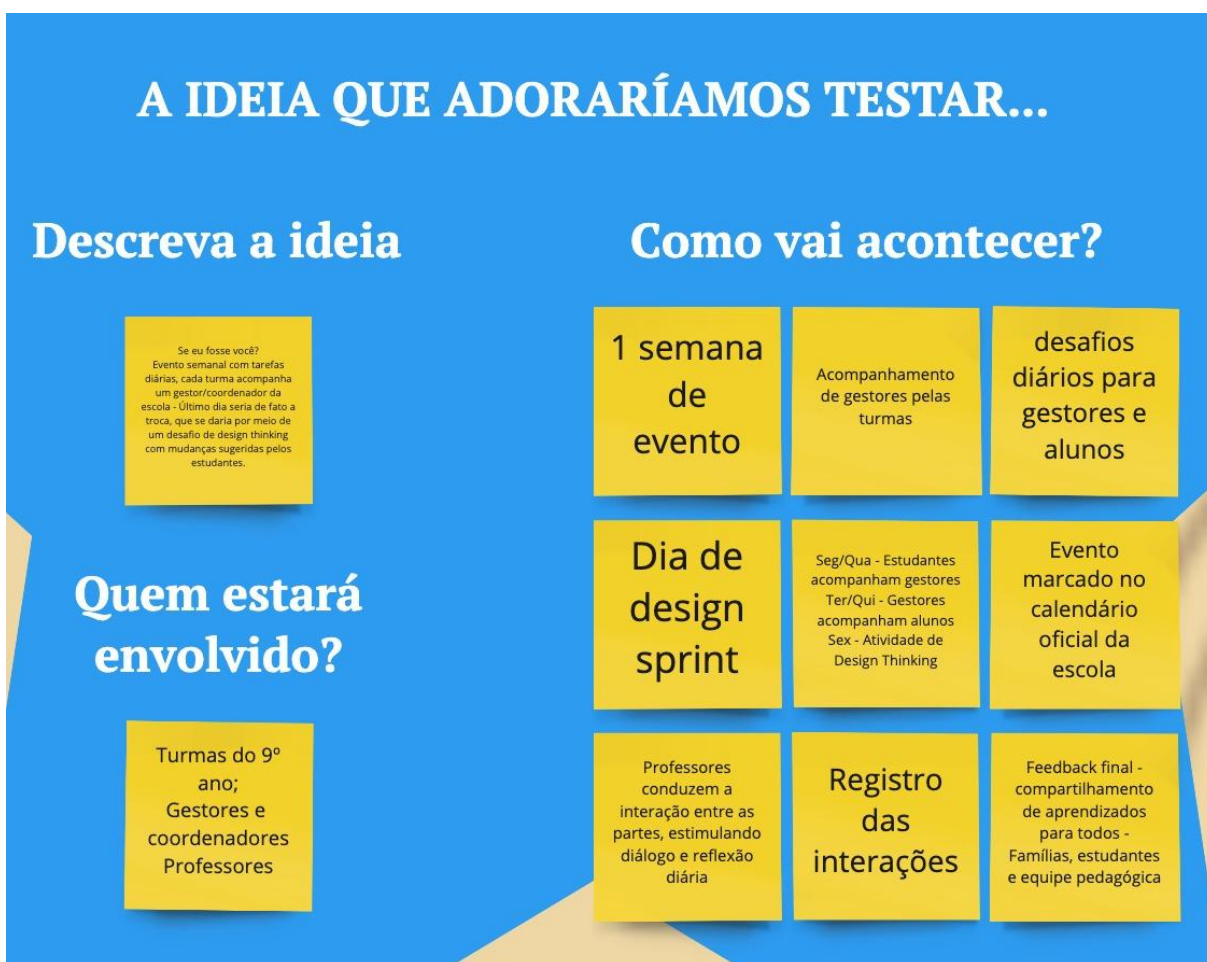 A IDEIA QUE ADORARÍAMOS TESTAR...
Descreva a ideia
Se eu fosse você?
Evento semanal com tarefas
diárias, cada turma acompanha
um gestor/coordenador da
escola - Último dia seria de fato a
troca, que se daria por meio de
um desafio de design thinking
com mudanças sugeridas pelos
estudantes.
Quem estará
envolvido?
Turmas do 9º
ano;
Gestores e
coordenadores
Professores
Como vai acontecer?
1 semana
de
evento
Acompanhamento
de gestores pelas
turmas
desafios
diários para
gestores e
alunos
Dia de
design
sprint
Seg/Qua - Estudantes
acompanham gestores
Ter/Qui - Gestores
acompanham alunos
Sex - Atividade de
Design Thinking
Evento
marcado no
calendário
oficial da
escola
Professores
conduzem a
interação entre as
partes, estimulando
diálogo e reflexão
diária
Registro
das
interações
Feedback final -
compartilhamento
de aprendizados
para todos -
Famílias, estudantes
e equipe pedagógica